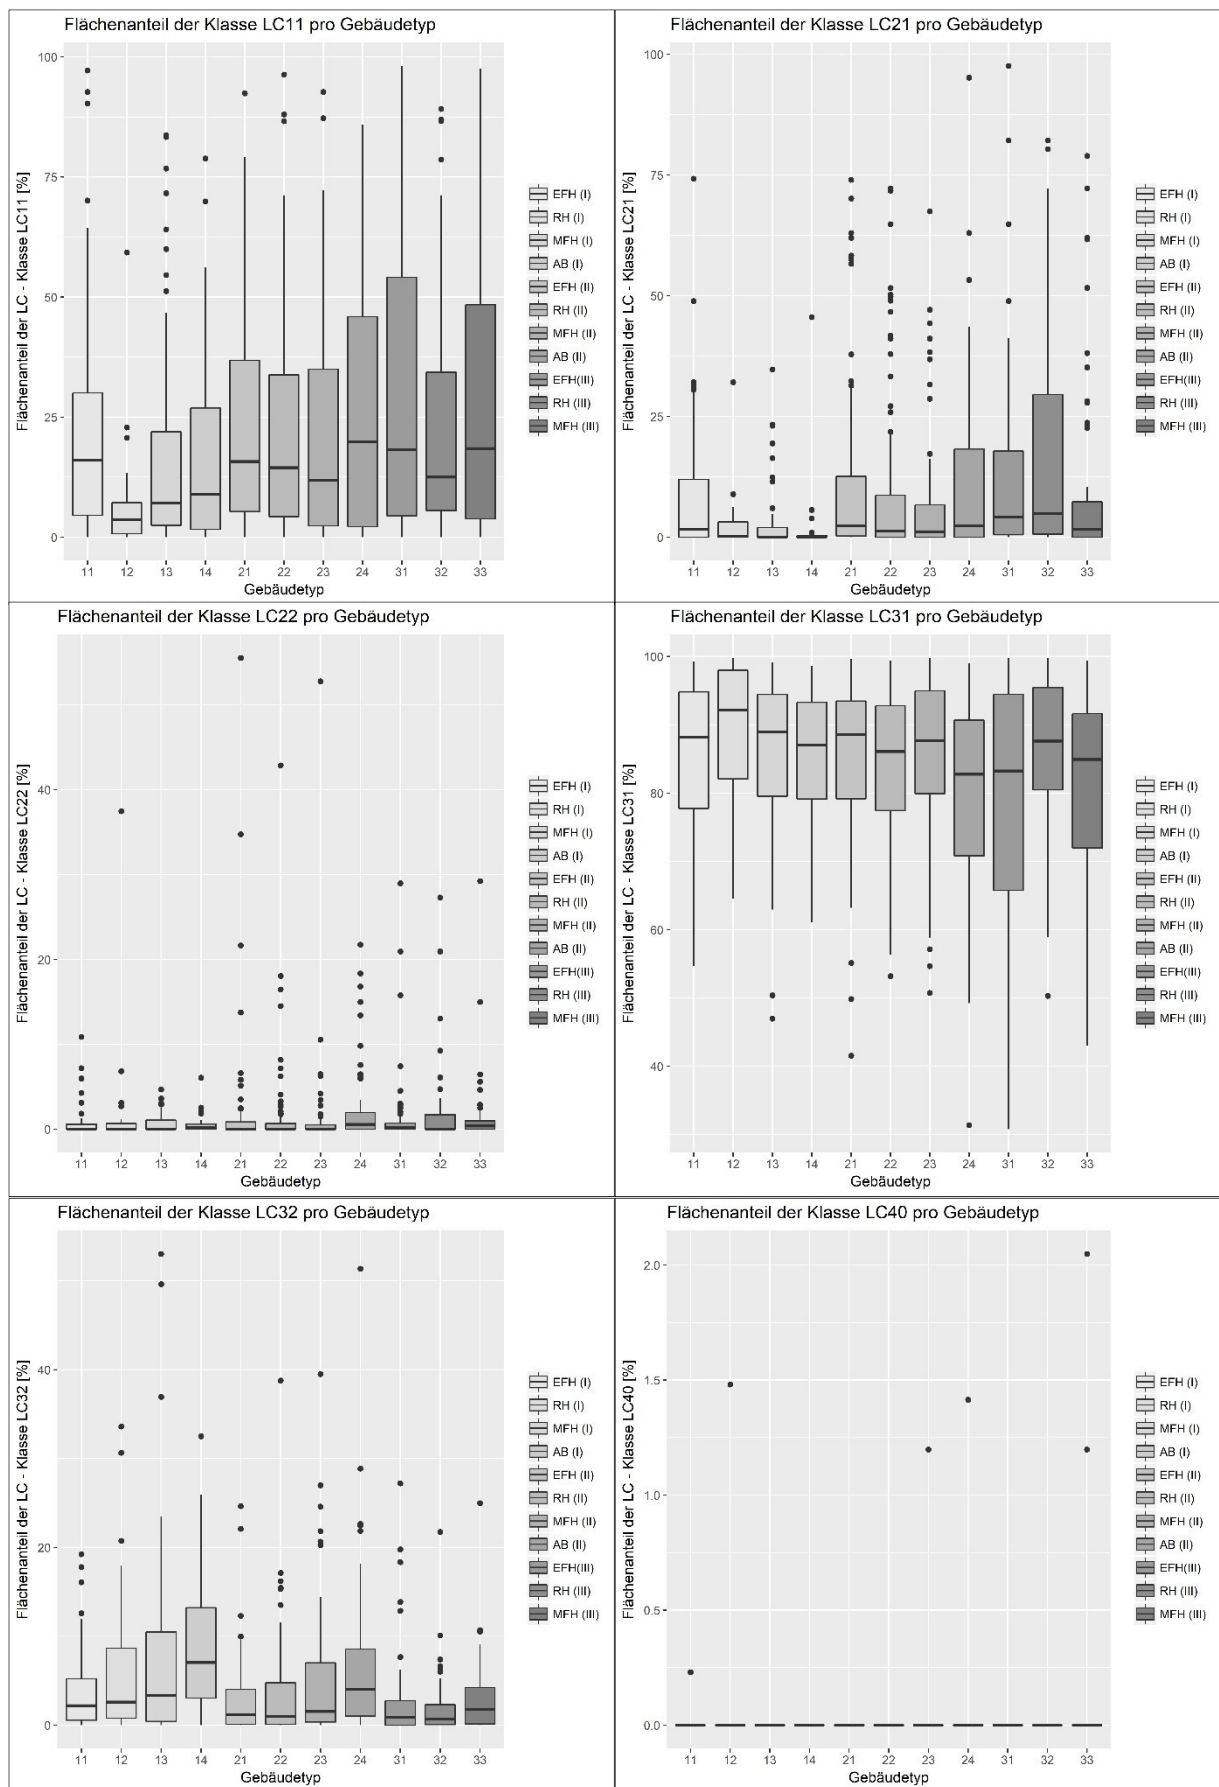 Flächenanteil der Klasse LC11 pro Gebäudetyp
Flächenanteil der LC - Klasse LC11 [%]
100
75
50
25
0
11 12 13 14 21 22 23 24 31 32 33
Gebäudetyp
EFH (I)
RH (I)
MFH (I)
AB (I)
EFH (II)
RH (II)
MFH (II)
AB (II)
EFH(III)
RH (III)
MFH (III)
Flächenanteil der Klasse LC21 pro Gebäudetyp
Flächenanteil der LC - Klasse LC21 [%]
100
75
50
25
0
11 12 13 14 21 22 23 24 31 32 33
Gebäudetyp
EFH (I)
RH (I)
MFH (I)
AB (I)
EFH (II)
RH (II)
MFH (II)
AB (II)
EFH(III)
RH (III)
MFH (III)
Flächenanteil der Klasse LC22 pro Gebäudetyp
Flächenanteil der LC - Klasse LC22 [%]
40
20
0
11 12 13 14 21 22 23 24 31 32 33
Gebäudetyp
EFH (I)
RH (I)
MFH (I)
AB (I)
EFH (II)
RH (II)
MFH (II)
AB (II)
EFH(III)
RH (III)
MFH (III)
Flächenanteil der Klasse LC31 pro Gebäudetyp
Flächenanteil der LC - Klasse LC31 [%]
100
80
60
40
11 12 13 14 21 22 23 24 31 32 33
Gebäudetyp
EFH (I)
RH (I)
MFH (I)
AB (I)
EFH (II)
RH (II)
MFH (II)
AB (II)
EFH(III)
RH (III)
MFH (III)
Flächenanteil der Klasse LC32 pro Gebäudetyp
Flächenanteil der LC - Klasse LC32 [%]
40
20
0
11 12 13 14 21 22 23 24 31 32 33
Gebäudetyp
EFH (I)
RH (I)
MFH (I)
AB (I)
EFH (II)
RH (II)
MFH (II)
AB (II)
EFH(III)
RH (III)
MFH (III)
Flächenanteil der Klasse LC40 pro Gebäudetyp
Flächenanteil der LC - Klasse LC40 [%]
2.0
1.5
1.0
0.5
0.0
11 12 13 14 21 22 23 24 31 32 33
Gebäudetyp
EFH (I)
RH (I)
MFH (I)
AB (I)
EFH (II)
RH (II)
MFH (II)
AB (II)
EFH(III)
RH (III)
MFH (III)